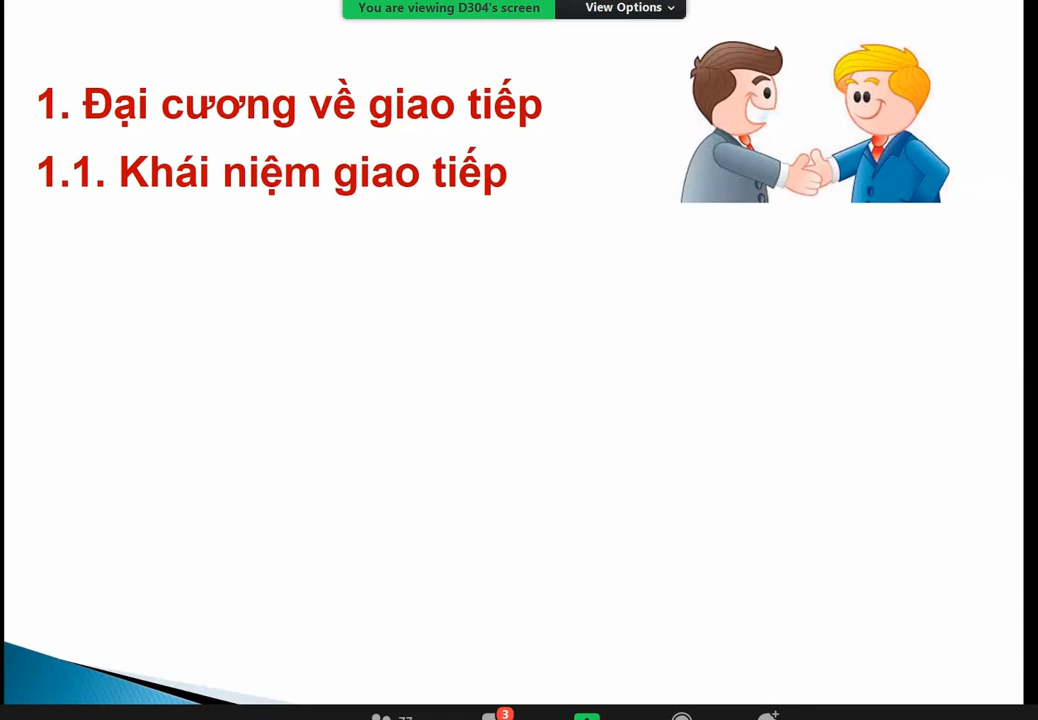 You are viewing D304's screen View Options
1. Đại cương về giao tiếp
1.1. Khái niệm giao tiếp
3